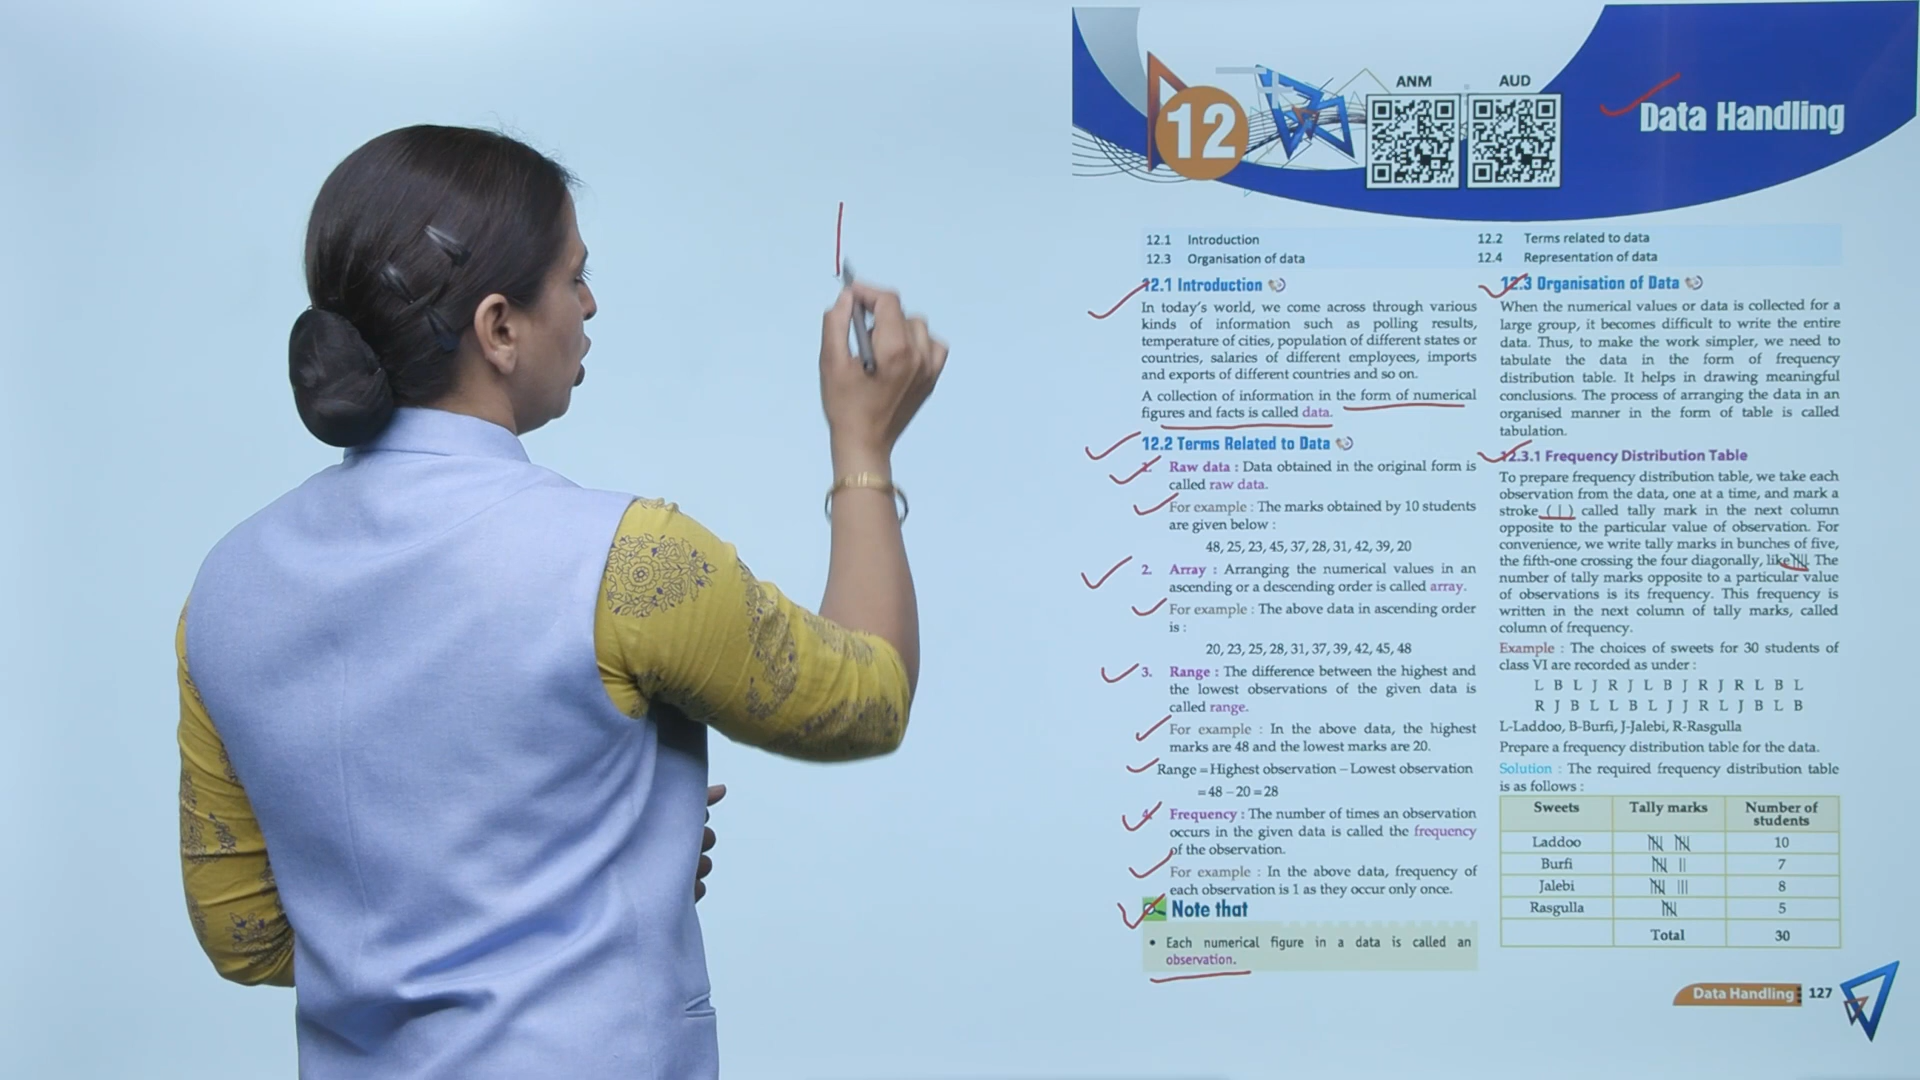 12
ANM
AUD
Data Handling
12.1 Introduction
12.2 Terms related to data
12.3 Organisation of data
12.4 Representation of data
12.1 Introduction
In today's world, we come across through various
kinds of information such as polling results,
temperature of cities, population of different states or
countries, salaries of different employees, imports
and exports of different countries and so on.
A collection of information in the form of numerical
figures and facts is called data.
12.2 Terms Related to Data
1. Raw data : Data obtained in the original form is
called raw data.
For example : The marks obtained by 10 students
are given below :
48, 25, 23, 45, 37, 28, 31, 42, 39, 20
2. Array : Arranging the numerical values in an
ascending or a descending order is called array.
For example : The above data in ascending order
is :
20, 23, 25, 28, 31, 37, 39, 42, 45, 48
3. Range : The difference between the highest and
the lowest observations of the given data is
called range.
For example : In the above data, the highest
marks are 48 and the lowest marks are 20.
Range = Highest observation – Lowest observation
= 48 – 20 = 28
4. Frequency : The number of times an observation
occurs in the given data is called the frequency
of the observation.
For example : In the above data, frequency of
each observation is 1 as they occur only once.
Note that
• Each numerical figure in a data is called an
observation.
12.3 Organisation of Data
When the numerical values or data is collected for a
large group, it becomes difficult to write the entire
data. Thus, to make the work simpler, we need to
tabulate the data in the form of frequency
distribution table. It helps in drawing meaningful
conclusions. The process of arranging the data in an
organised manner in the form of table is called
tabulation.
12.3.1 Frequency Distribution Table
To prepare frequency distribution table, we take each
observation from the data, one at a time, and mark a
stroke ( | ) called tally mark in the next column
opposite to the particular value of observation. For
convenience, we write tally marks in bunches of five,
the fifth-one crossing the four diagonally, like 𝍸. The
number of tally marks opposite to a particular value
of observations is its frequency. This frequency is
written in the next column of tally marks, called
column of frequency.
Example : The choices of sweets for 30 students of
class VI are recorded as under :
L B L J R J L B J R J R L B L
R J B L L B L J J R L J B L B
L-Laddoo, B-Burfi, J-Jalebi, R-Rasgulla
Prepare a frequency distribution table for the data.
Solution : The required frequency distribution table
is as follows :
Sweets Tally marks Number of
students
Laddoo 𝍸 𝍸 10
Burfi 𝍸 || 7
Jalebi 𝍸 ||| 8
Rasgulla 𝍸 5
Total 30
Data Handling 127